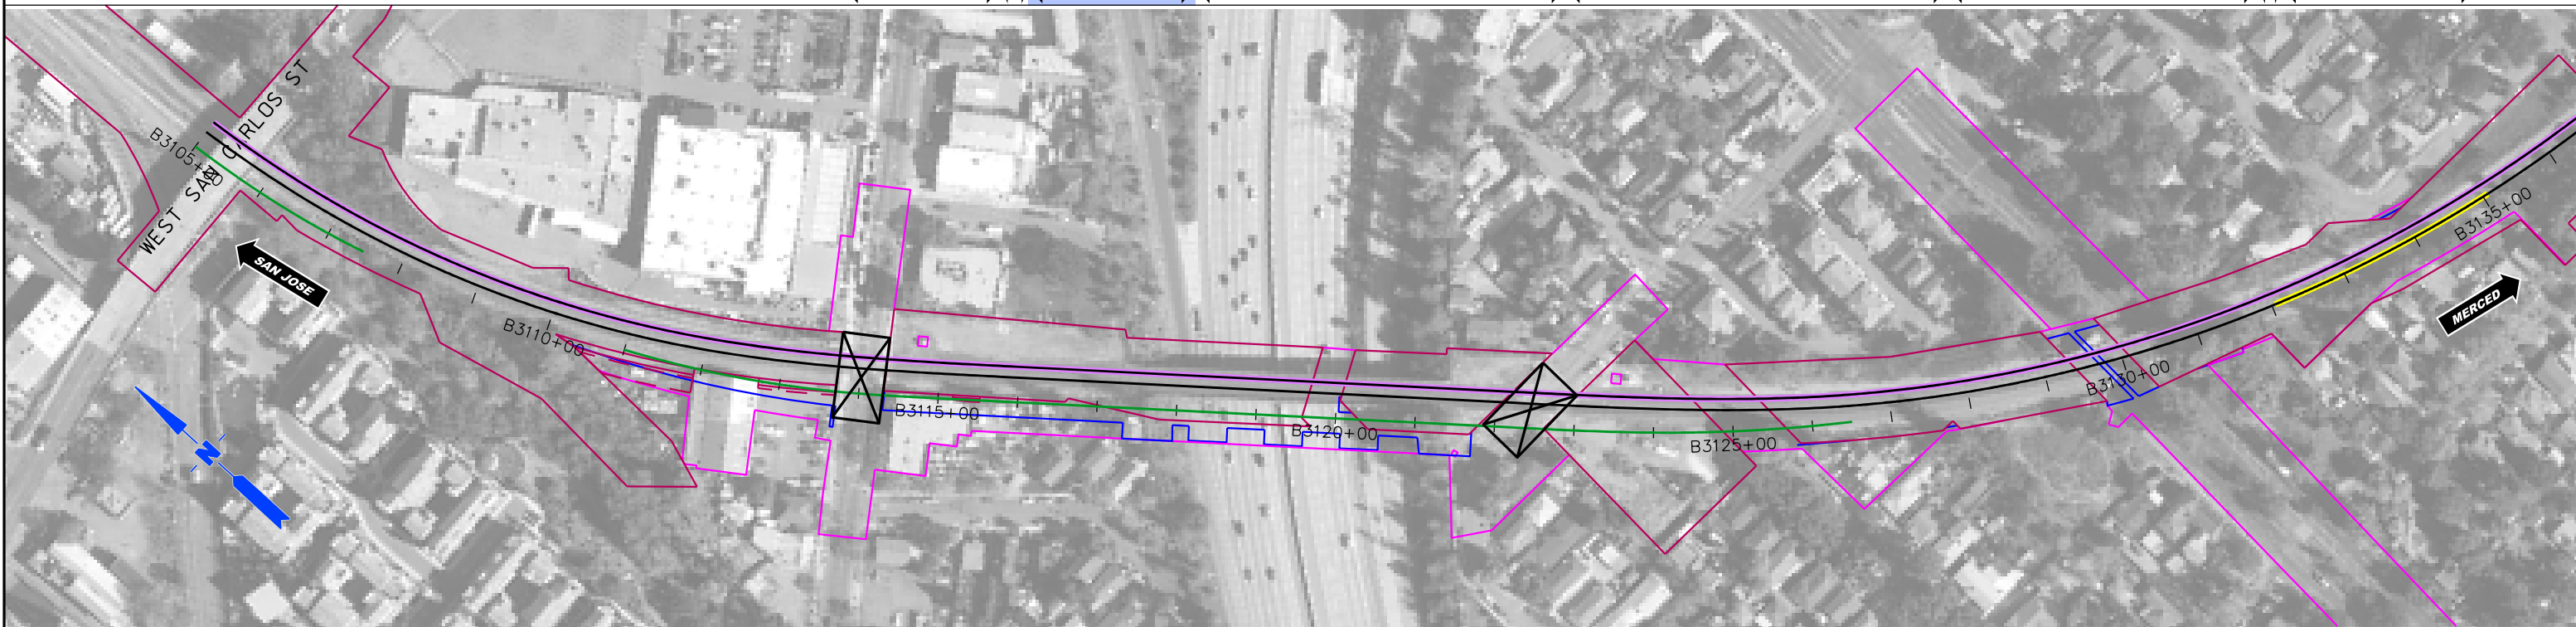 WEST SAN CARLOS ST
B3105+00
SAN JOSE
B3110+00
N
B3115+00
B3120+00
B3125+00
B3130+00
B3135+00
MERCED